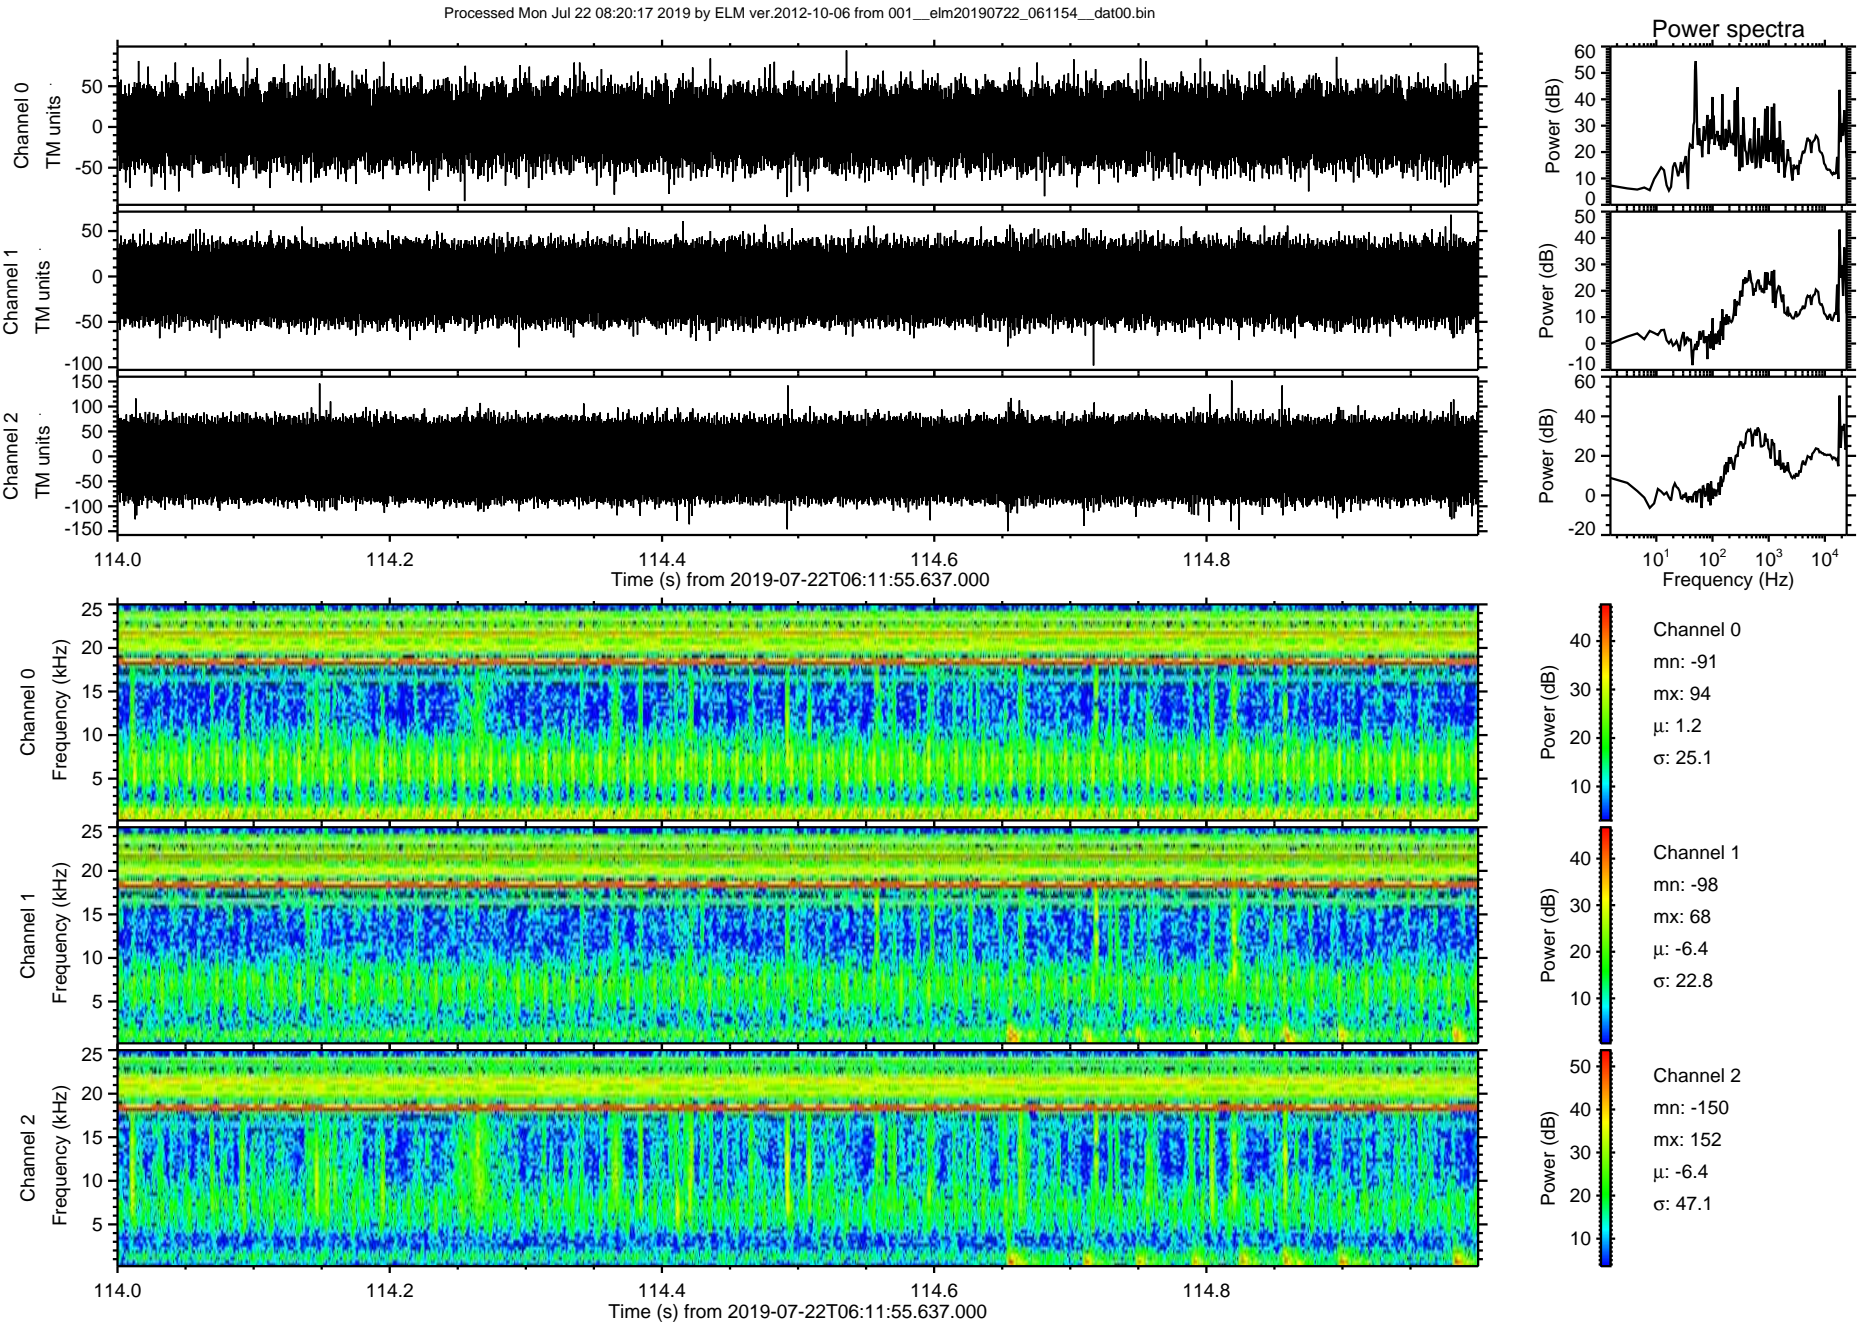 Processed Mon Jul 22 08:20:17 2019 by ELM ver.2012-10-06 from 001__elm20190722_061154__dat00.bin
Power spectra
Channel 0
TM units
50
0
-50
Power (dB)
60
50
40
30
20
10
0
Channel 1
TM units
50
0
-50
-100
Power (dB)
50
40
30
20
10
0
-10
Channel 2
TM units
150
100
50
0
-50
-100
-150
Power (dB)
60
40
20
0
-20
114.0 114.2 114.4 114.6 114.8
Time (s) from 2019-07-22T06:11:55.637.000
10¹ 10² 10³ 10⁴
Frequency (Hz)
Channel 0
Frequency (kHz)
25
20
15
10
5
Power (dB)
40
30
20
10
Channel 0
mn: -91
mx: 94
μ: 1.2
σ: 25.1
Channel 1
Frequency (kHz)
25
20
15
10
5
Power (dB)
40
30
20
10
Channel 1
mn: -98
mx: 68
μ: -6.4
σ: 22.8
Channel 2
Frequency (kHz)
25
20
15
10
5
Power (dB)
50
40
30
20
10
Channel 2
mn: -150
mx: 152
μ: -6.4
σ: 47.1
114.0 114.2 114.4 114.6 114.8
Time (s) from 2019-07-22T06:11:55.637.000